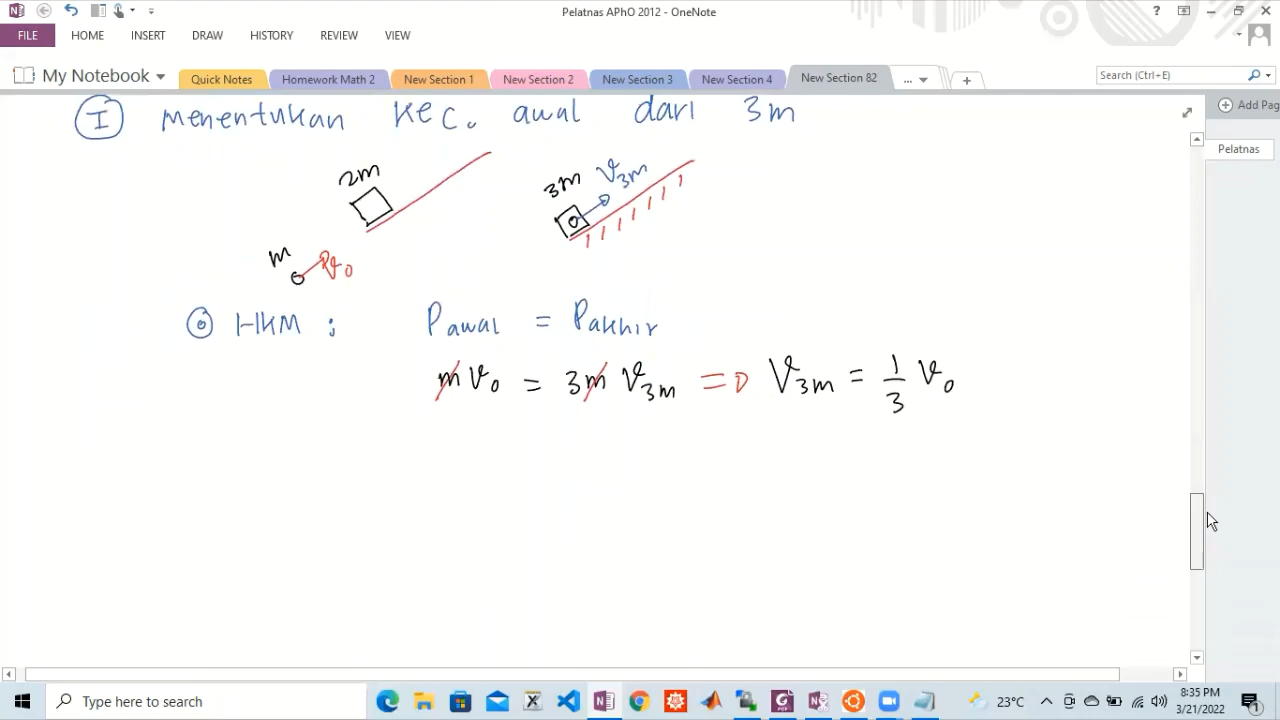 Pelatnas APhO 2012 - OneNote
FILE HOME INSERT DRAW HISTORY REVIEW VIEW
My Notebook Quick Notes Homework Math 2 New Section 1 New Section 2 New Section 3 New Section 4 New Section 82 ... Search (Ctrl+E)
Add Pag
Pelatnas
I menentukan kec. awal dari 3m
2m
3m V3m
m V0
HKM : Pawal = Pakhir
m V0 = 3m V3m => V3m = 1/3 V0
Type here to search 23°C 8:35 PM
3/21/2022